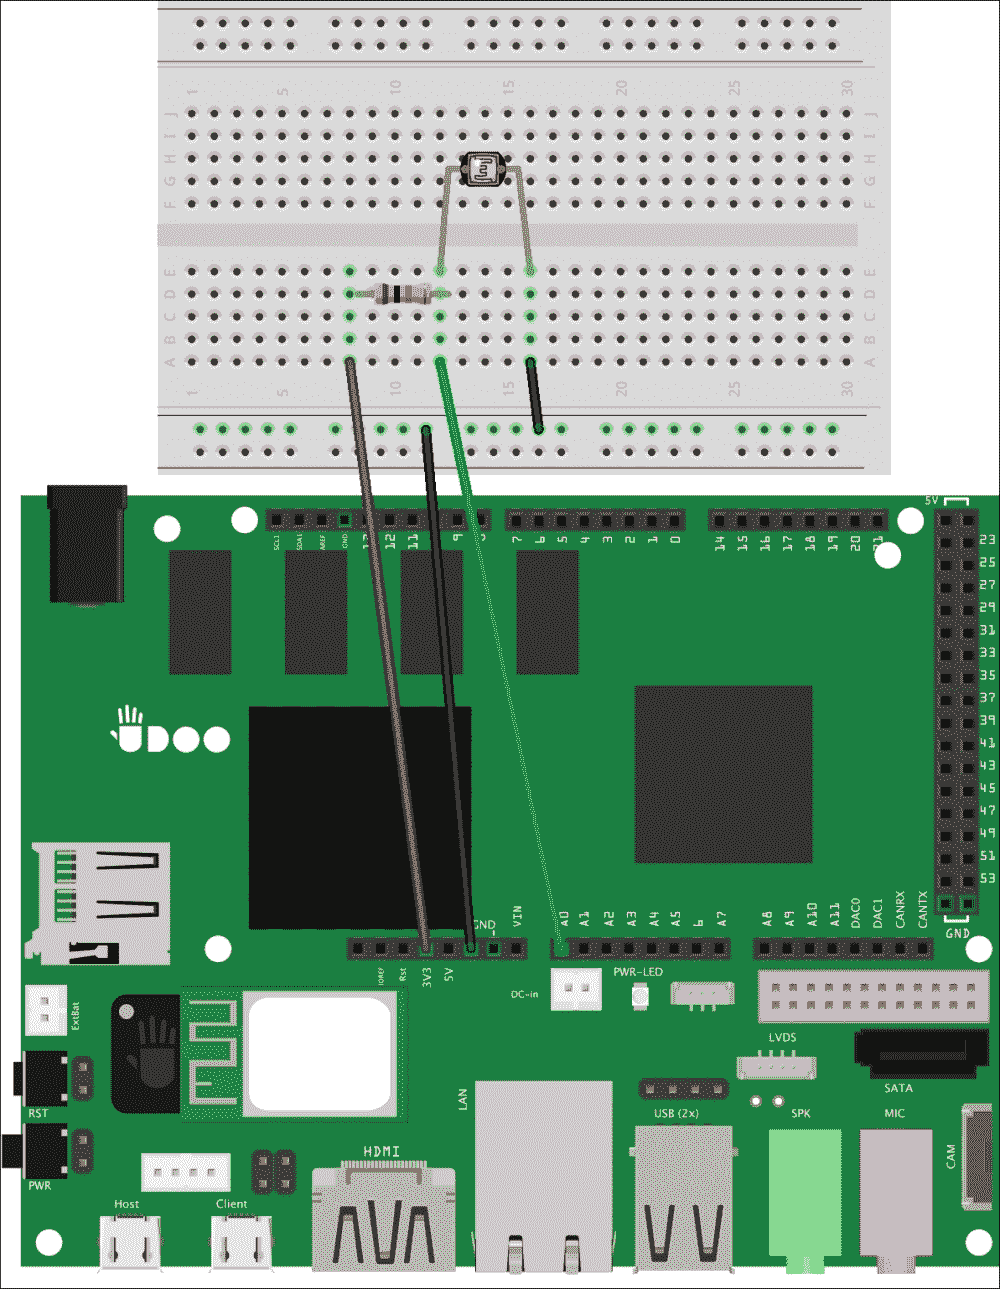 1 5 10 15 20 25 30
J J
I I
H H
G G
F F
E E
D D
C C
B B
A A
1 5 10 15 20 25 30
5V
SCL1 SDA1 AREF GND 13 12 11 9 8 7 6 5 4 3 2 1 0 14 15 16 17 18 19 20 21
23
25
27
29
31
33
35
37
39
41
43
45
47
49
51
53
GND VIN A0 A1 A2 A3 A4 A5 6 A7 A8 A9 A10 A11 DAC0 DAC1 CANRX CANTX
GND
IOREF Rst 3V3 5V
PWR-LED
DC-in
ExtBat
LVDS
SATA
LAN
RST
USB (2x) SPK MIC
HDMI
CAM
PWR
Host Client